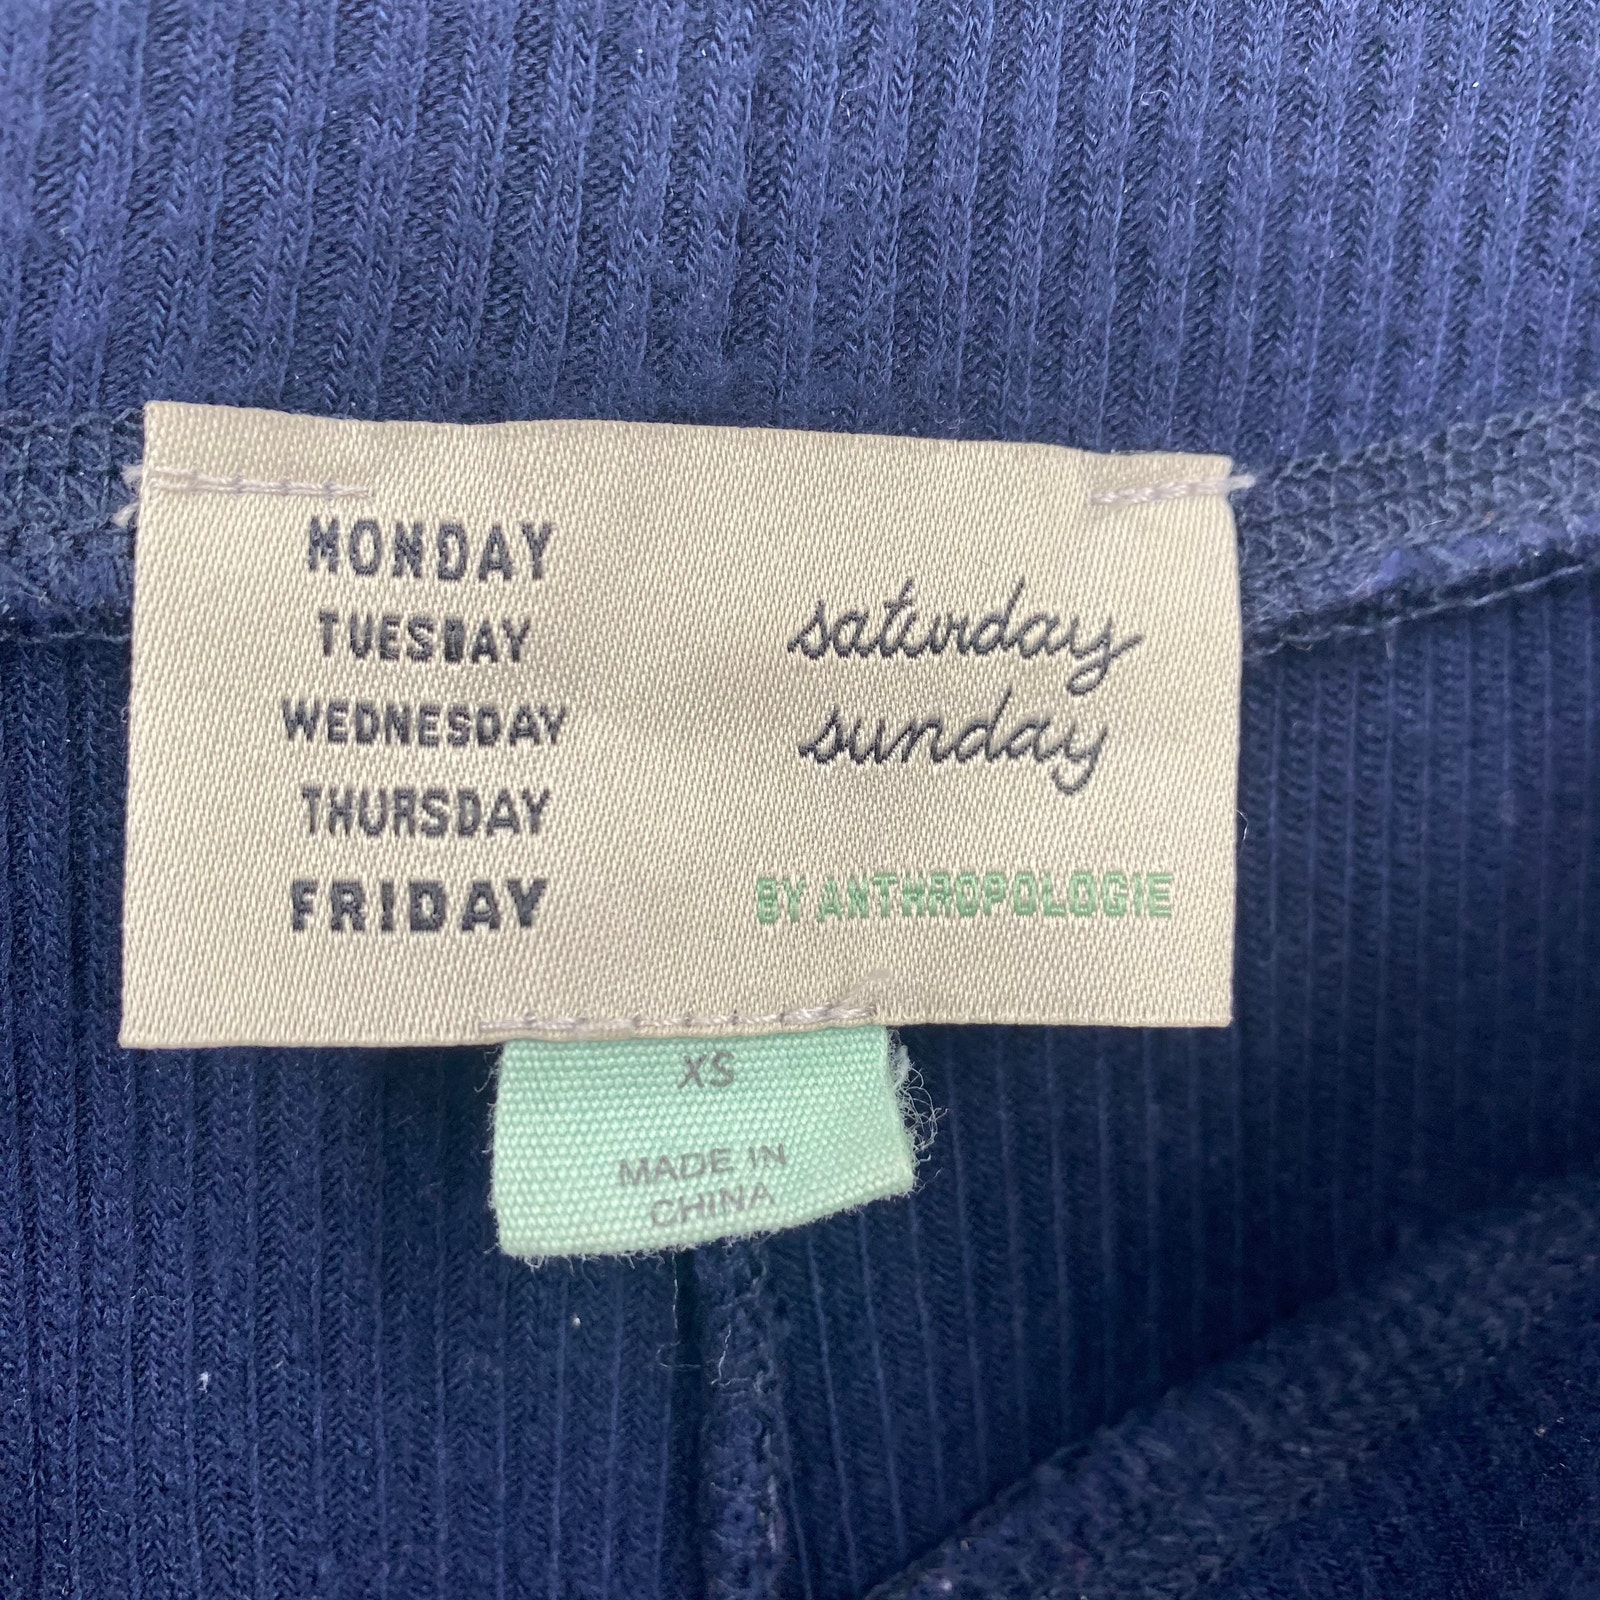 MONDAY
TUESDAY
WEDNESDAY
THURSDAY
FRIDAY
saturday
sunday
BY ANTHROPOLOGIE
XS
MADE IN
CHINA